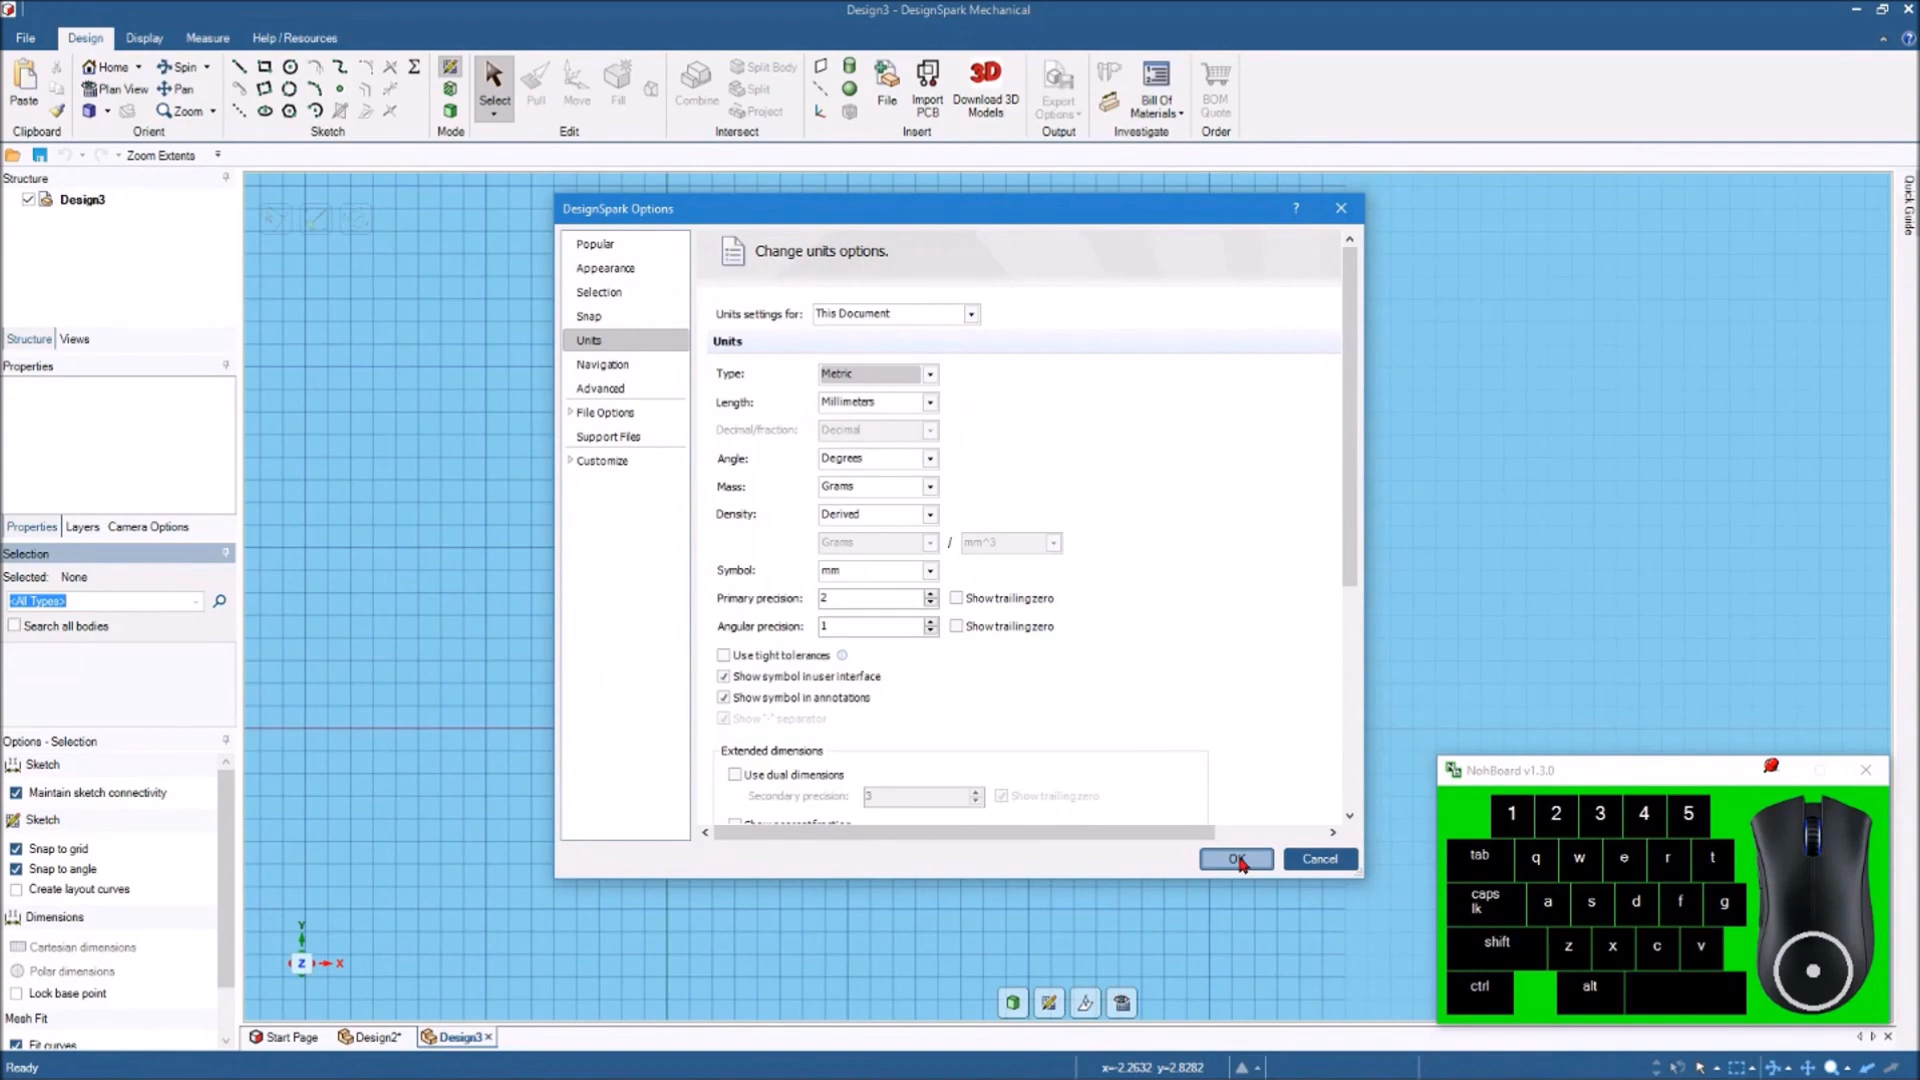 Design3 - DesignSpark Mechanical
File Design Display Measure Help / Resources
Paste
Clipboard
Home Spin
Plan View Pan
Zoom
Orient
Sketch
Mode
Select Pull Move Fill
Edit
Combine
Split Body
Split
Project
Intersect
File
Import PCB
Download 3D Models
Insert
Export Options
Output
Bill Of Materials
Investigate
BOM Quote
Order
Zoom Extents
Structure
Design3
Quick Guide
Structure Views
Properties
Properties Layers Camera Options
Selection
Selected: None
<All Types>
Search all bodies
Options - Selection
Sketch
Maintain sketch connectivity
Sketch
Snap to grid
Snap to angle
Create layout curves
Dimensions
Cartesian dimensions
Polar dimensions
Lock base point
Mesh Fit
Fit curves
DesignSpark Options
?
Popular
Appearance
Selection
Snap
Units
Navigation
Advanced
File Options
Support Files
Customize
Change units options.
Units settings for: This Document
Units
Type: Metric
Length: Millimeters
Decimal/fraction: Decimal
Angle: Degrees
Mass: Grams
Density: Derived
Grams / mm^3
Symbol: mm
Primary precision: 2 Show trailing zero
Angular precision: 1 Show trailing zero
Use tight tolerances
Show symbol in user interface
Show symbol in annotations
Show "-" separator
Extended dimensions
Use dual dimensions
Secondary precision: 3 Show trailing zero
OK Cancel
Y
Z X
NohBoard v1.3.0
1 2 3 4 5
tab q w e r t
caps lk a s d f g
shift z x c v
ctrl alt
Start Page Design2* Design3
Ready
x=-2.2632 y=2.8282